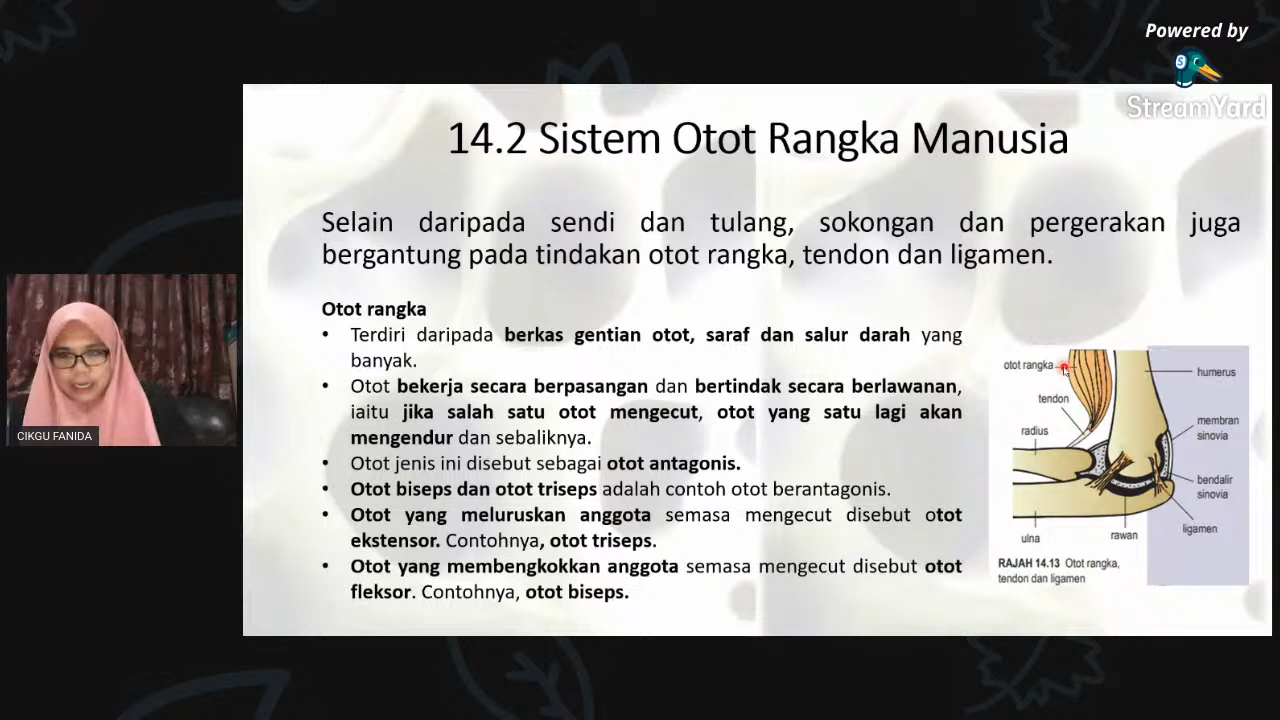 Powered by
StreamYard
14.2 Sistem Otot Rangka Manusia
Selain daripada sendi dan tulang, sokongan dan pergerakan juga
bergantung pada tindakan otot rangka, tendon dan ligamen.
Otot rangka
• Terdiri daripada berkas gentian otot, saraf dan salur darah yang
banyak.
• Otot bekerja secara berpasangan dan bertindak secara berlawanan,
iaitu jika salah satu otot mengecut, otot yang satu lagi akan
mengendur dan sebaliknya.
• Otot jenis ini disebut sebagai otot antagonis.
• Otot biseps dan otot triseps adalah contoh otot berantagonis.
• Otot yang meluruskan anggota semasa mengecut disebut otot
ekstensor. Contohnya, otot triseps.
• Otot yang membengkokkan anggota semasa mengecut disebut otot
fleksor. Contohnya, otot biseps.
otot rangka
tendon
radius
ulna
rawan
humerus
membran
sinovia
bendalir
sinovia
ligamen
RAJAH 14.13 Otot rangka,
tendon dan ligamen
CIKGU FANIDA